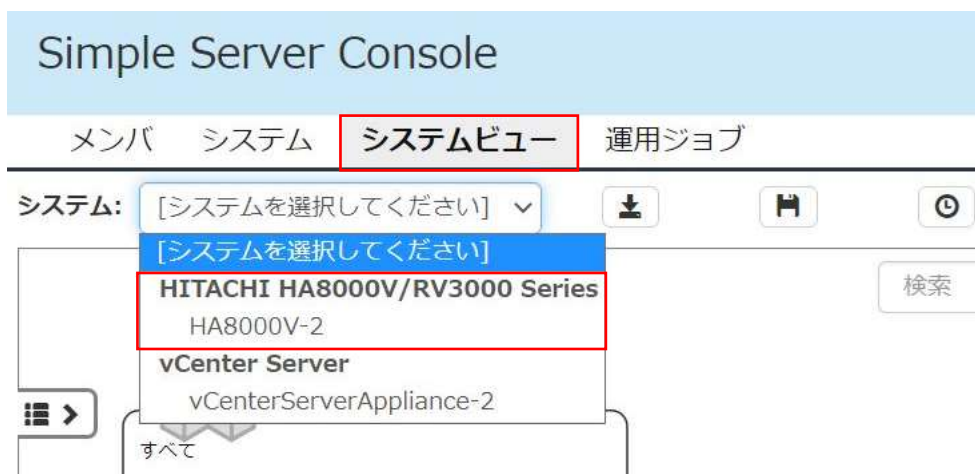 Simple Server Console
メンバ システム システムビュー 運用ジョブ
システム: [システムを選択してください]
[システムを選択してください]
HITACHI HA8000V/RV3000 Series
検索
HA8000V-2
vCenter Server
vCenterServerAppliance-2
すべて